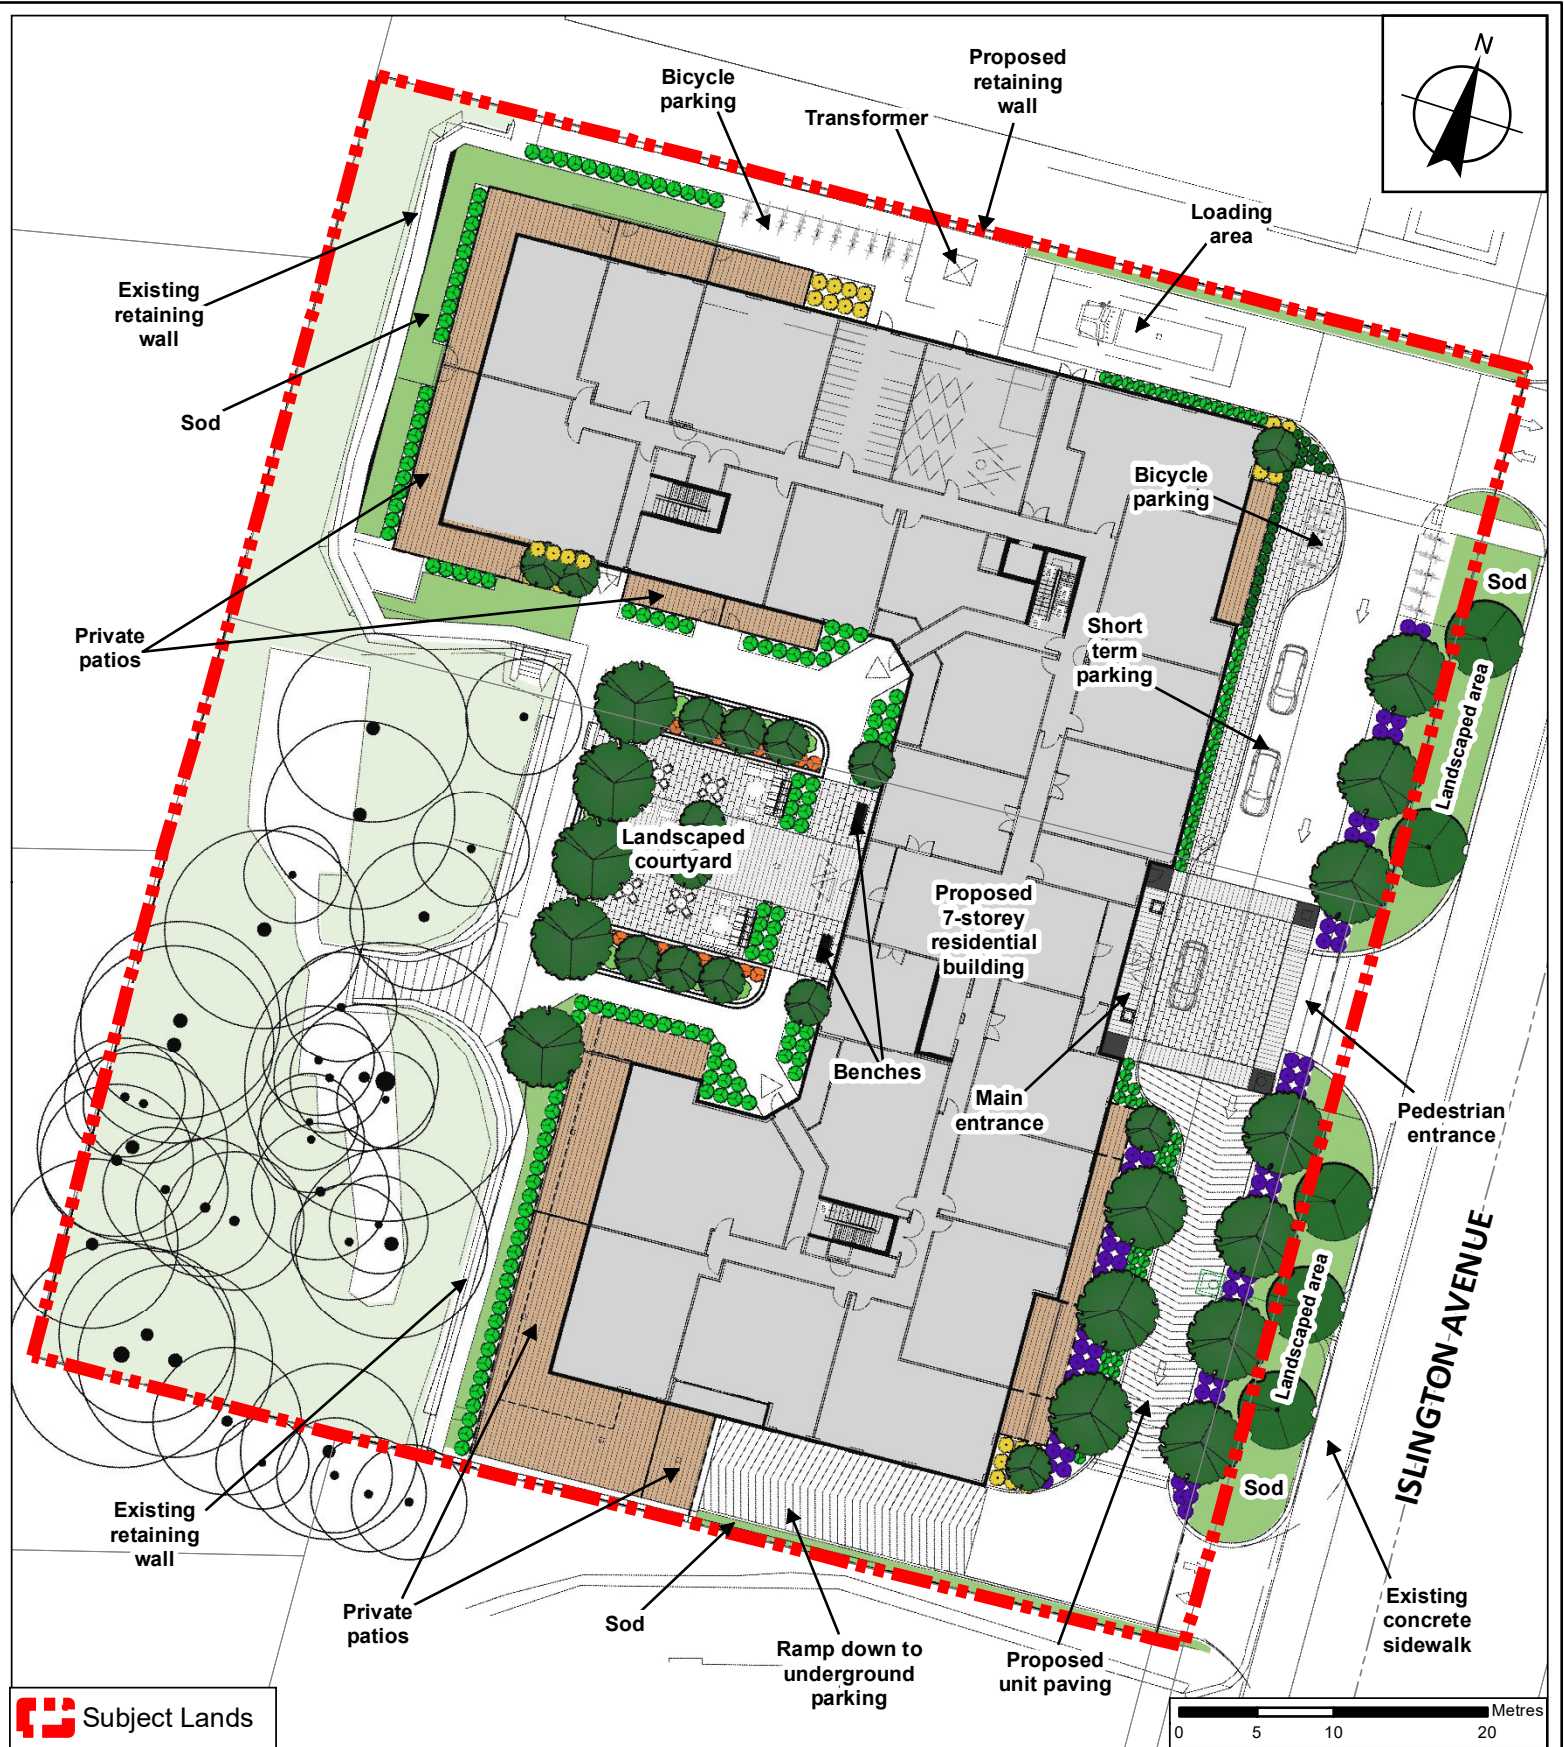 N
Proposed
retaining
wall
Bicycle
parking
Transformer
Loading
area
Existing
retaining
wall
Sod
Bicycle
parking
Sod
Private
patios
Short
term
parking
Landscaped area
Landscaped
courtyard
Proposed
7-storey
residential
building
Benches
Main
entrance
Pedestrian
entrance
ISLINGTON AVENUE
Landscaped area
Sod
Existing
retaining
wall
Private
patios
Sod
Ramp down to
underground
parking
Proposed
unit paving
Existing
concrete
sidewalk
Subject Lands
Metres
0 5 10 20